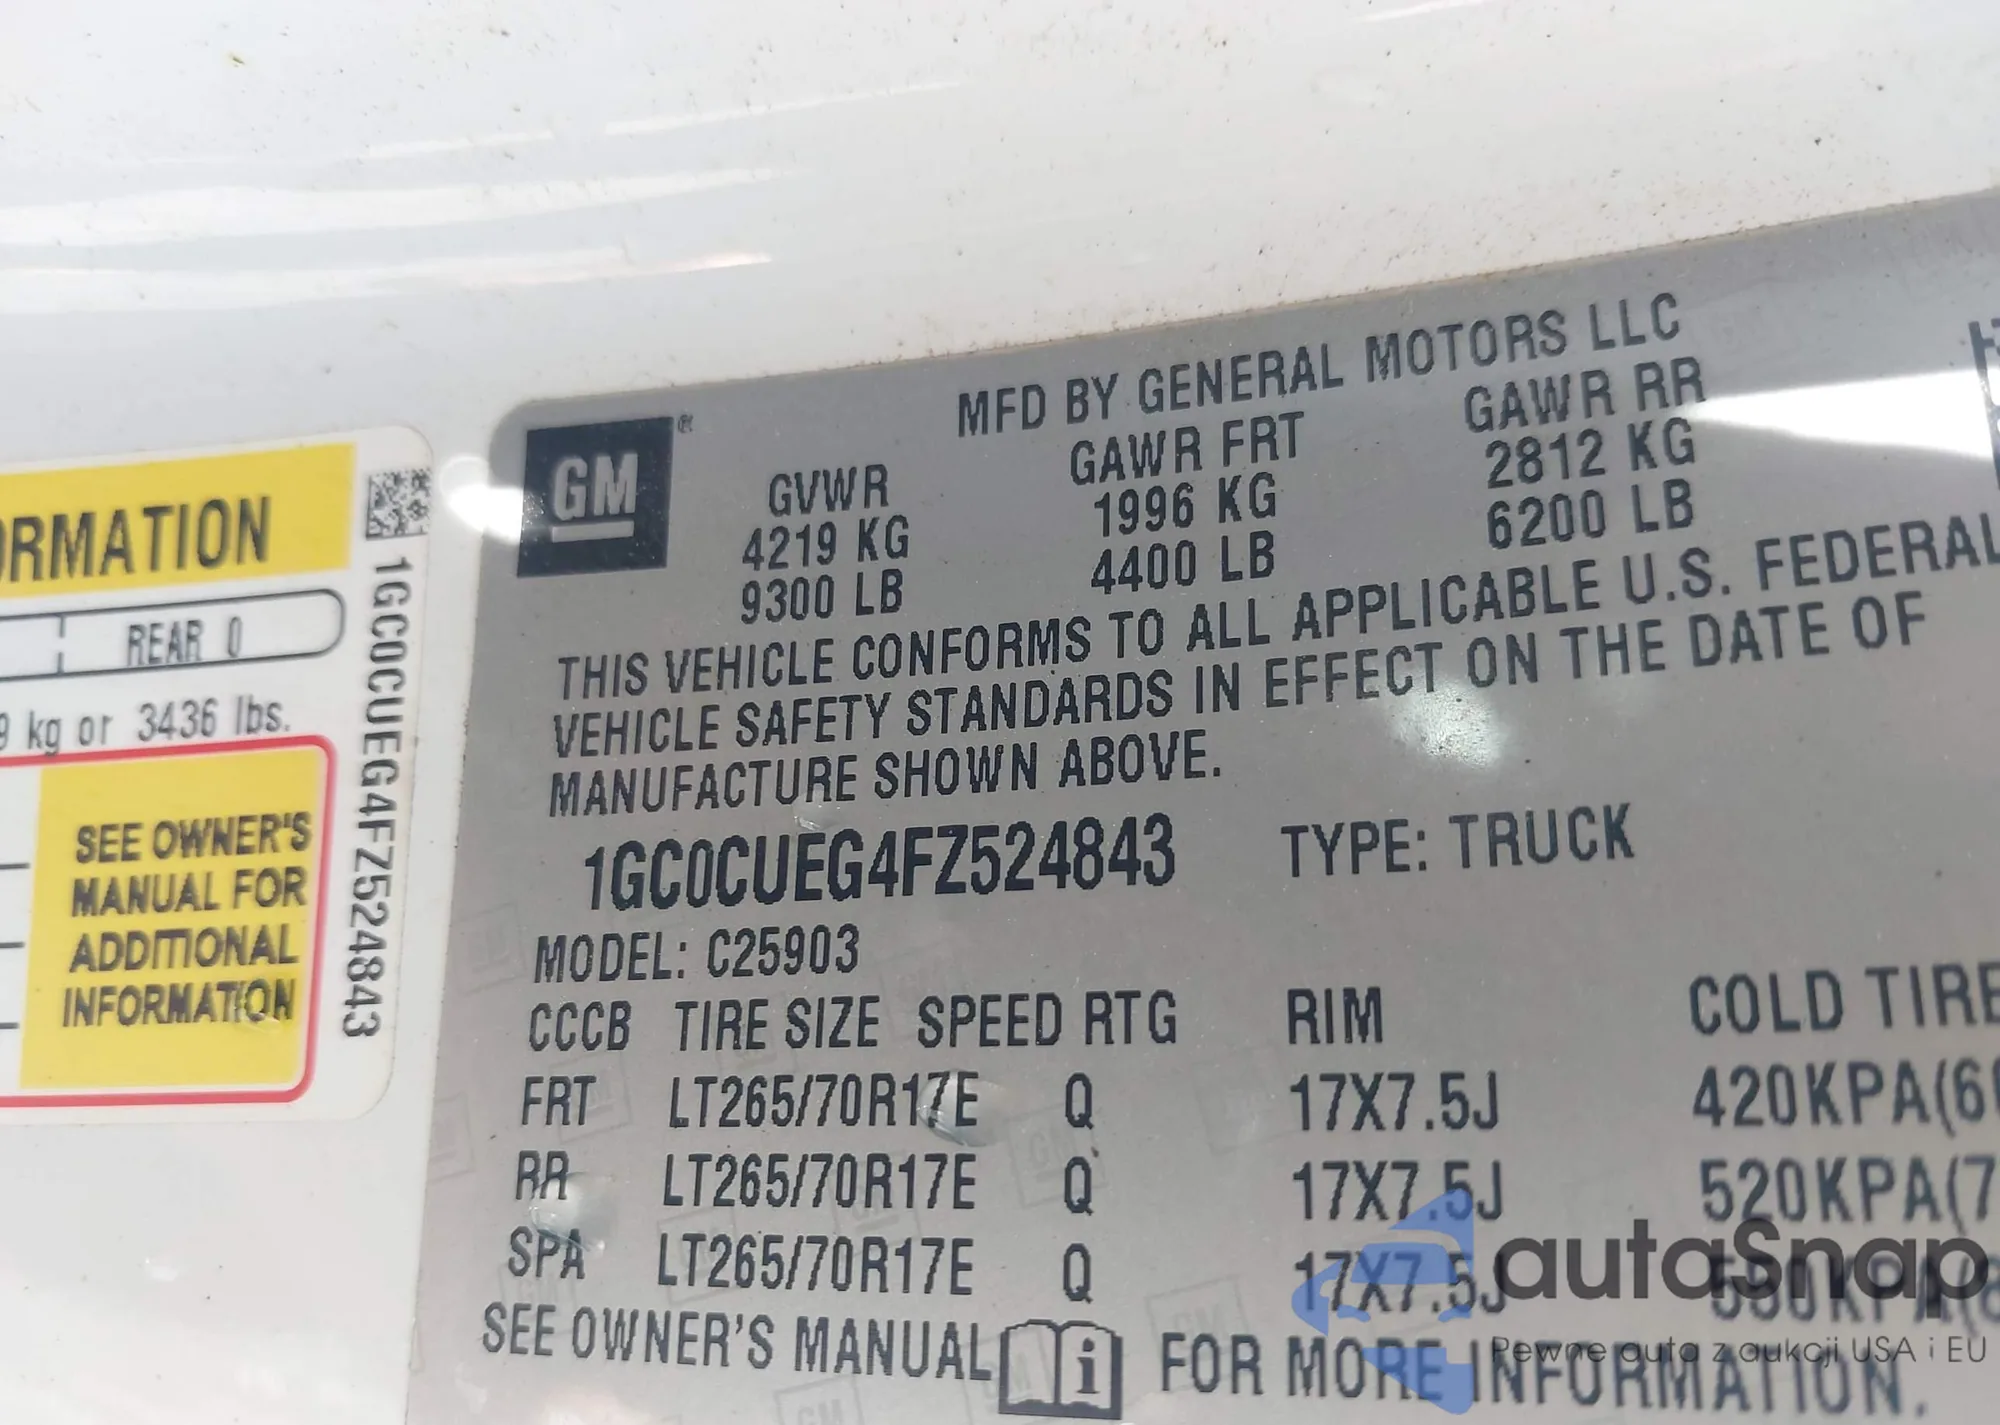 ORMATION
REAR 0
9 kg or 3436 lbs.
SEE OWNER'S
MANUAL FOR
ADDITIONAL
INFORMATION
1GC0CUEG4FZ524843
GM®
MFD BY GENERAL MOTORS LLC
GVWR GAWR FRT GAWR RR
4219 KG 1996 KG 2812 KG
9300 LB 4400 LB 6200 LB
THIS VEHICLE CONFORMS TO ALL APPLICABLE U.S. FEDERAL
VEHICLE SAFETY STANDARDS IN EFFECT ON THE DATE OF
MANUFACTURE SHOWN ABOVE.
1GC0CUEG4FZ524843 TYPE: TRUCK
MODEL: C25903
CCCB TIRE SIZE SPEED RTG RIM COLD TIRE
FRT LT265/70R17E Q 17X7.5J 420KPA(6
RR LT265/70R17E Q 17X7.5J 520KPA(7
SPA LT265/70R17E Q 17X7.5J
SEE OWNER'S MANUAL i FOR MORE INFORMATION.
autoSnap
Pewne auta z aukcji USA i EU